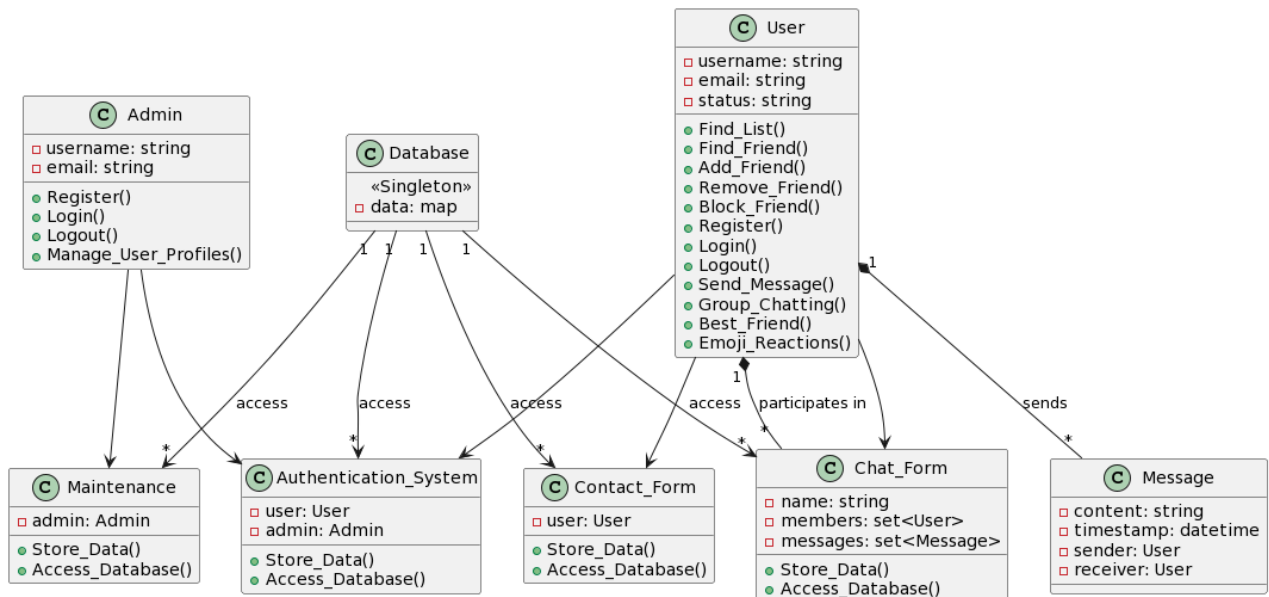 C User
username: string
email: string
status: string
Find_List()
Find_Friend()
Add_Friend()
Remove_Friend()
Block_Friend()
Register()
Login()
Logout()
Send_Message()
Group_Chatting()
Best_Friend()
Emoji_Reactions()
C Admin
username: string
email: string
Register()
Login()
Logout()
Manage_User_Profiles()
C Database
«Singleton»
data: map
1
1
1
1
1
1
access
access
access
access
participates in
sends
*
*
*
*
*
*
C Maintenance
admin: Admin
Store_Data()
Access_Database()
C Authentication_System
user: User
admin: Admin
Store_Data()
Access_Database()
C Contact_Form
user: User
Store_Data()
Access_Database()
C Chat_Form
name: string
members: set<User>
messages: set<Message>
Store_Data()
Access_Database()
C Message
content: string
timestamp: datetime
sender: User
receiver: User